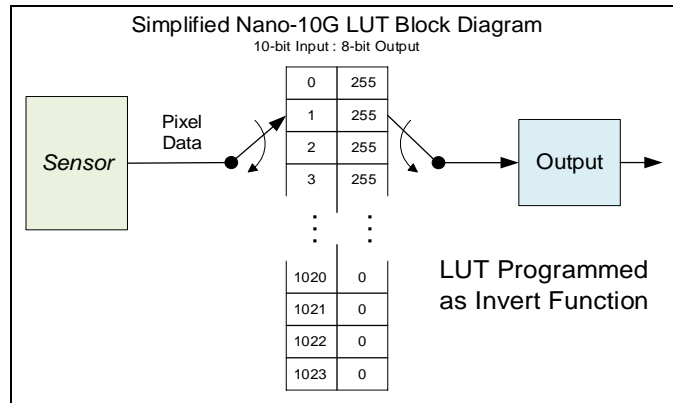 Simplified Nano-10G LUT Block Diagram
10-bit Input : 8-bit Output
Sensor
Pixel
Data
0 255
1 255
2 255
3 255
1020 0
1021 0
1022 0
1023 0
Output
LUT Programmed
as Invert Function